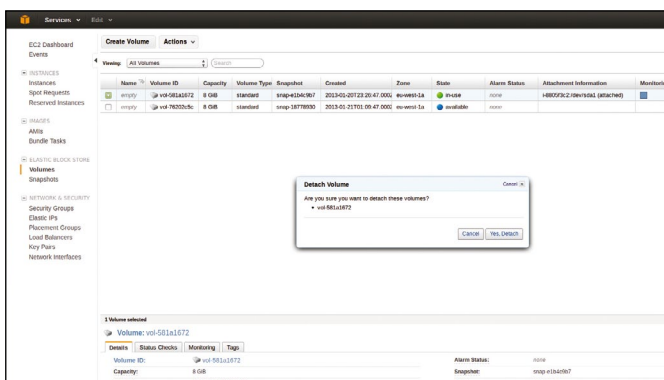 Services Edit
EC2 Dashboard
Events
INSTANCES
Instances
Spot Requests
Reserved Instances
IMAGES
AMIs
Bundle Tasks
ELASTIC BLOCK STORE
Volumes
Snapshots
NETWORK & SECURITY
Security Groups
Elastic IPs
Placement Groups
Load Balancers
Key Pairs
Network Interfaces
Create Volume Actions
Viewing: All Volumes Search
Name Volume ID Capacity Volume Type Snapshot Created Zone State Alarm Status Attachment Information Monitorin
empty vol-581a1672 8 GiB standard snap-e1b4c9b7 2013-01-20T23:26:47.000Z eu-west-1a in-use none (attached)
empty vol-76202c5c 8 GiB standard snap-18778930 2013-01-21T01:09:47.000Z eu-west-1a available none
Detach Volume Cancel
Are you sure you want to detach these volumes?
vol-581a1672
Cancel Yes, Detach
1 Volume selected
Volume: vol-581a1672
Details Status Checks Monitoring Tags
Volume ID: vol-581a1672 Alarm Status: none
Capacity: 8 GiB Snapshot: snap-e1b4c9b7